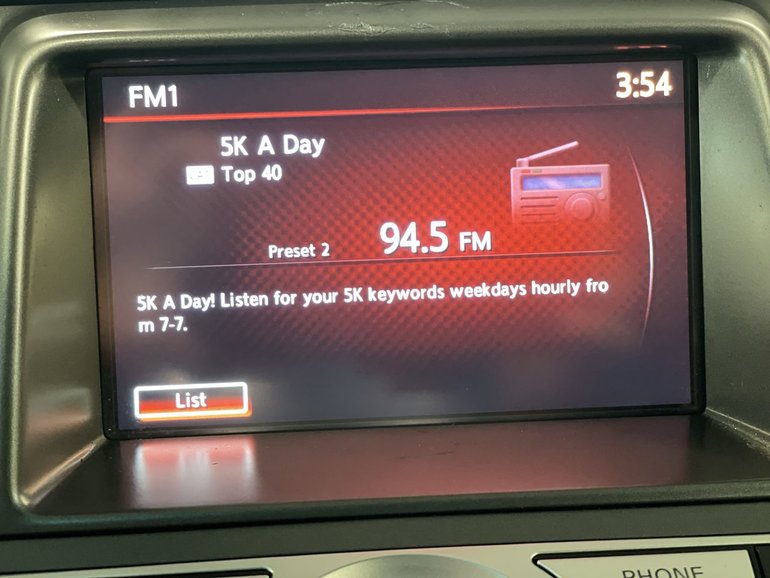 FM1 3:54
5K A Day
CAT Top 40
Preset 2 94.5 FM
5K A Day! Listen for your 5K keywords weekdays hourly fro
m 7-7.
List
PHONE